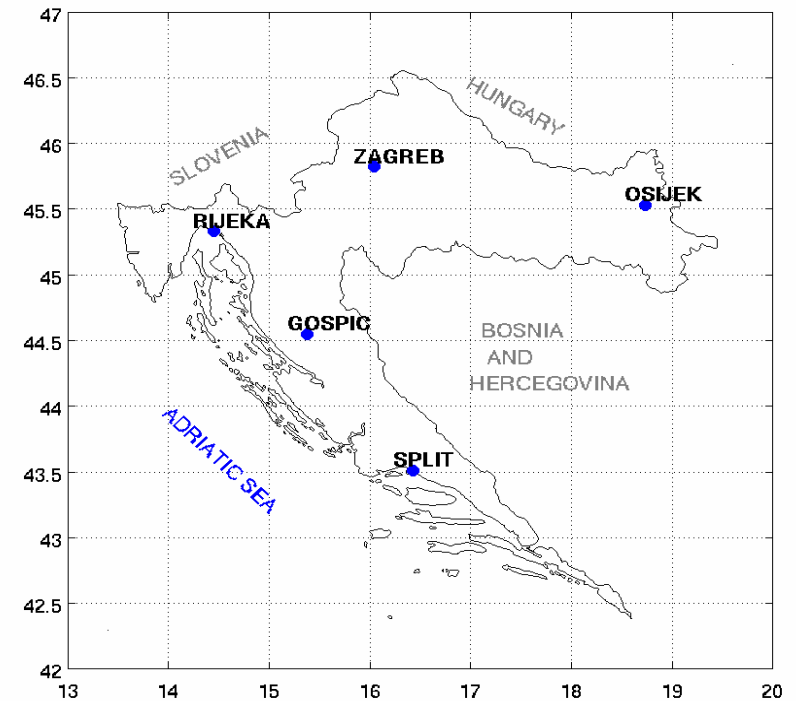 47
46.5
46
45.5
45
44.5
44
43.5
43
42.5
42
13 14 15 16 17 18 19 20
HUNGARY
SLOVENIA
ZAGREB
OSIJEK
RIJEKA
GOSPIC
BOSNIA
AND
HERCEGOVINA
ADRIATIC SEA
SPLIT